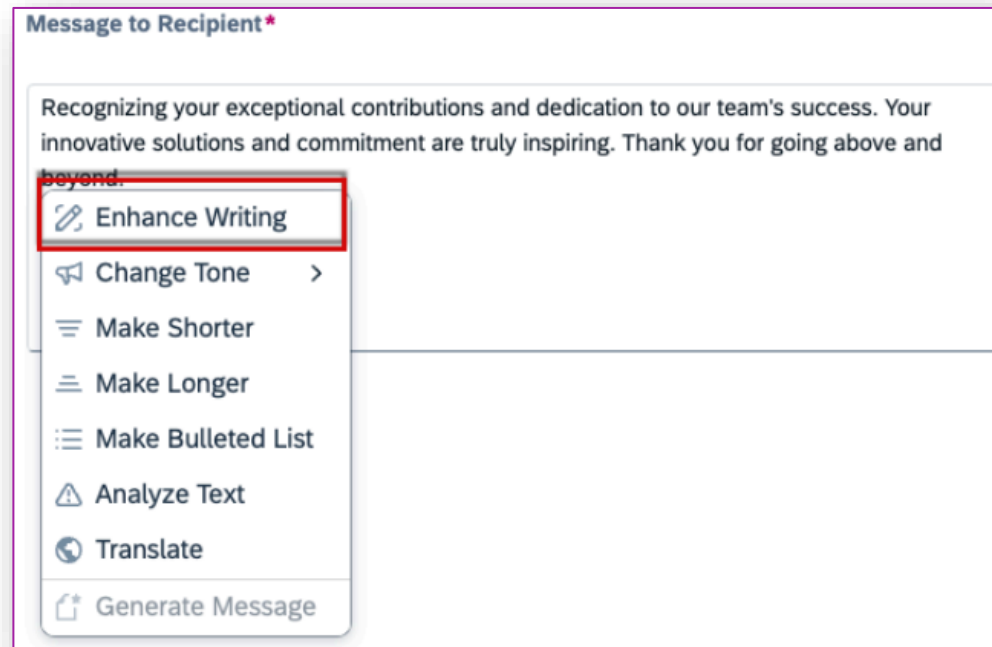 Message to Recipient*
Recognizing your exceptional contributions and dedication to our team's success. Your
innovative solutions and commitment are truly inspiring. Thank you for going above and
beyond.
Enhance Writing
Change Tone
Make Shorter
Make Longer
Make Bulleted List
Analyze Text
Translate
Generate Message